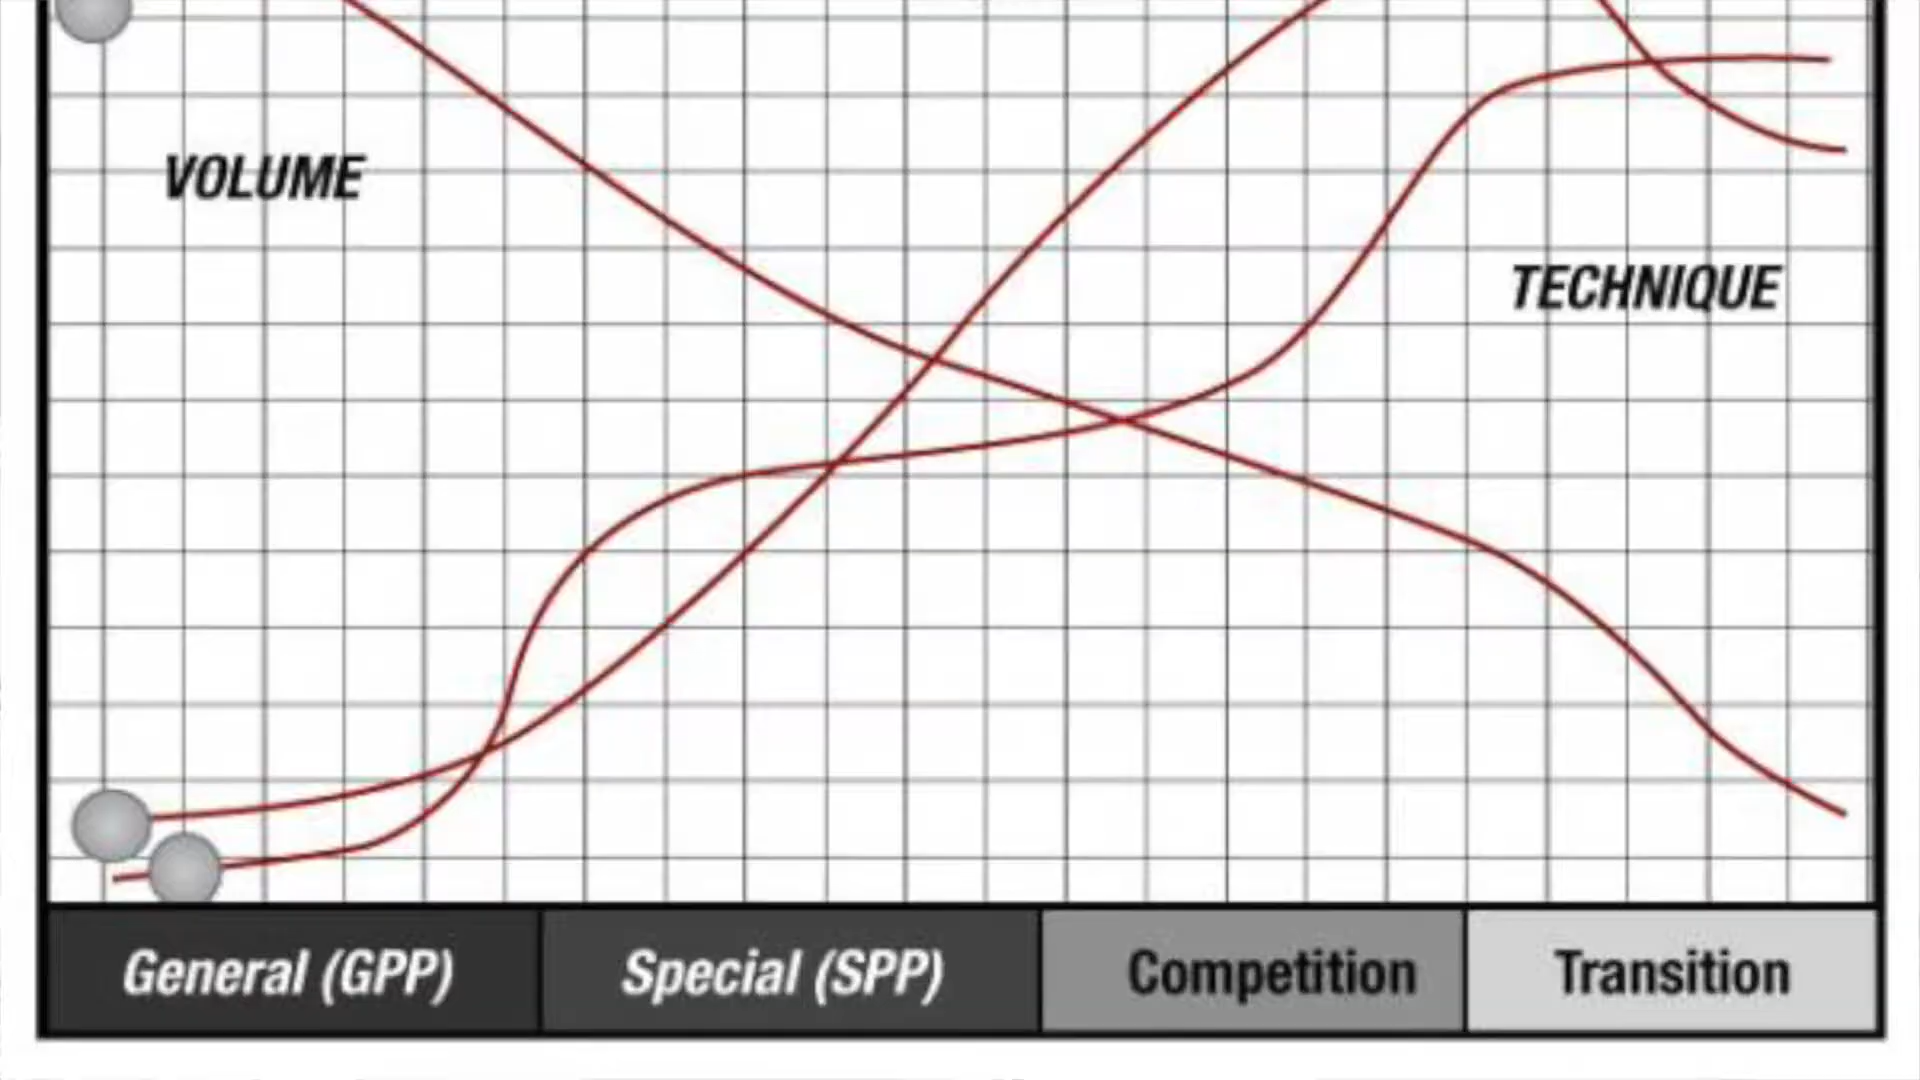 VOLUME
TECHNIQUE
General (GPP)
Special (SPP)
Competition
Transition